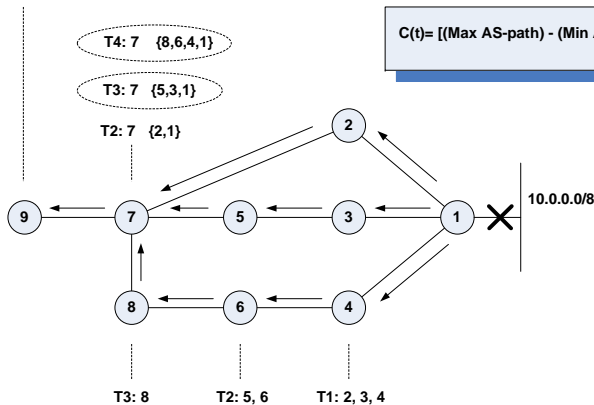 T4: 7 {8,6,4,1}
C(t)= [(Max AS-path) - (Min
T3: 7 {5,3,1}
T2: 7 {2,1}
2
10.0.0.0/8
9
7
5
3
1
8
6
4
T3: 8
T2: 5, 6
T1: 2, 3, 4